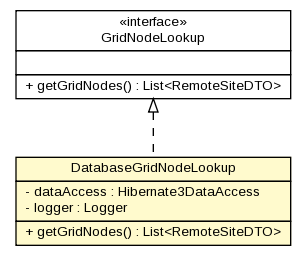 «interface»
GridNodeLookup
+ getGridNodes() : List<RemoteSiteDTO>
DatabaseGridNodeLookup
- dataAccess : Hibernate3DataAccess
- logger : Logger
+ getGridNodes() : List<RemoteSiteDTO>